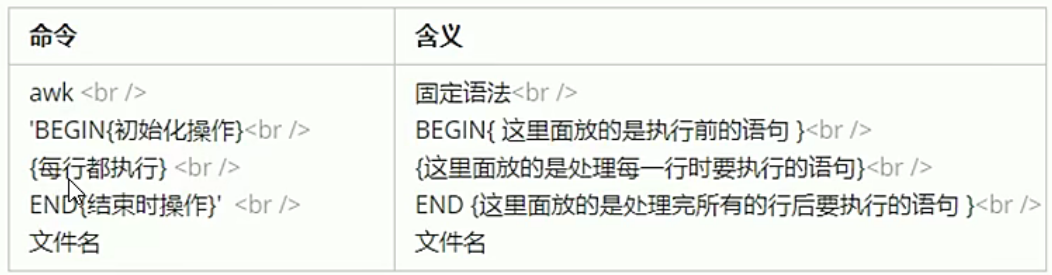 命令 含义
awk <br /> 固定语法<br />
'BEGIN{初始化操作}<br /> BEGIN{ 这里面放的是执行前的语句 }<br />
{每行都执行} <br /> {这里面放的是处理每一行时要执行的语句}<br />
END{结束时操作}' <br /> END {这里面放的是处理完所有的行后要执行的语句 }<br />
文件名 文件名